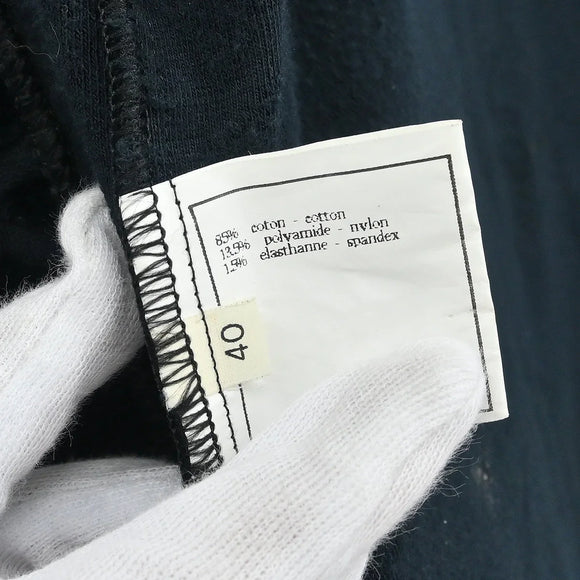 85% coton - cotton
13.5% polyamide - nylon
1.5% elasthanne - spandex
40